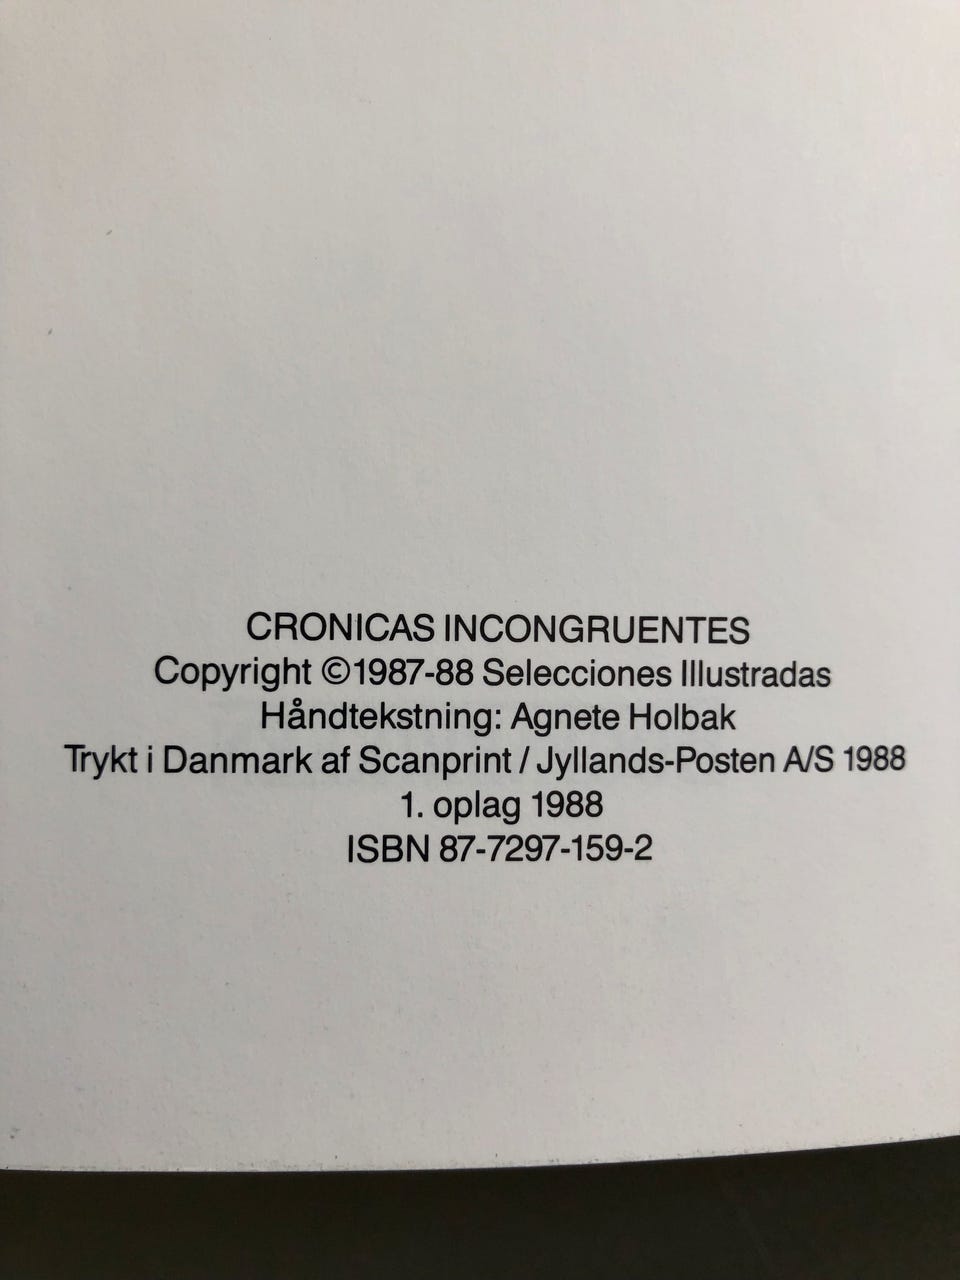 CRONICAS INCONGRUENTES
Copyright ©1987-88 Selecciones Illustradas
Håndtekstning: Agnete Holbak
Trykt i Danmark af Scanprint / Jyllands-Posten A/S 1988
1. oplag 1988
ISBN 87-7297-159-2